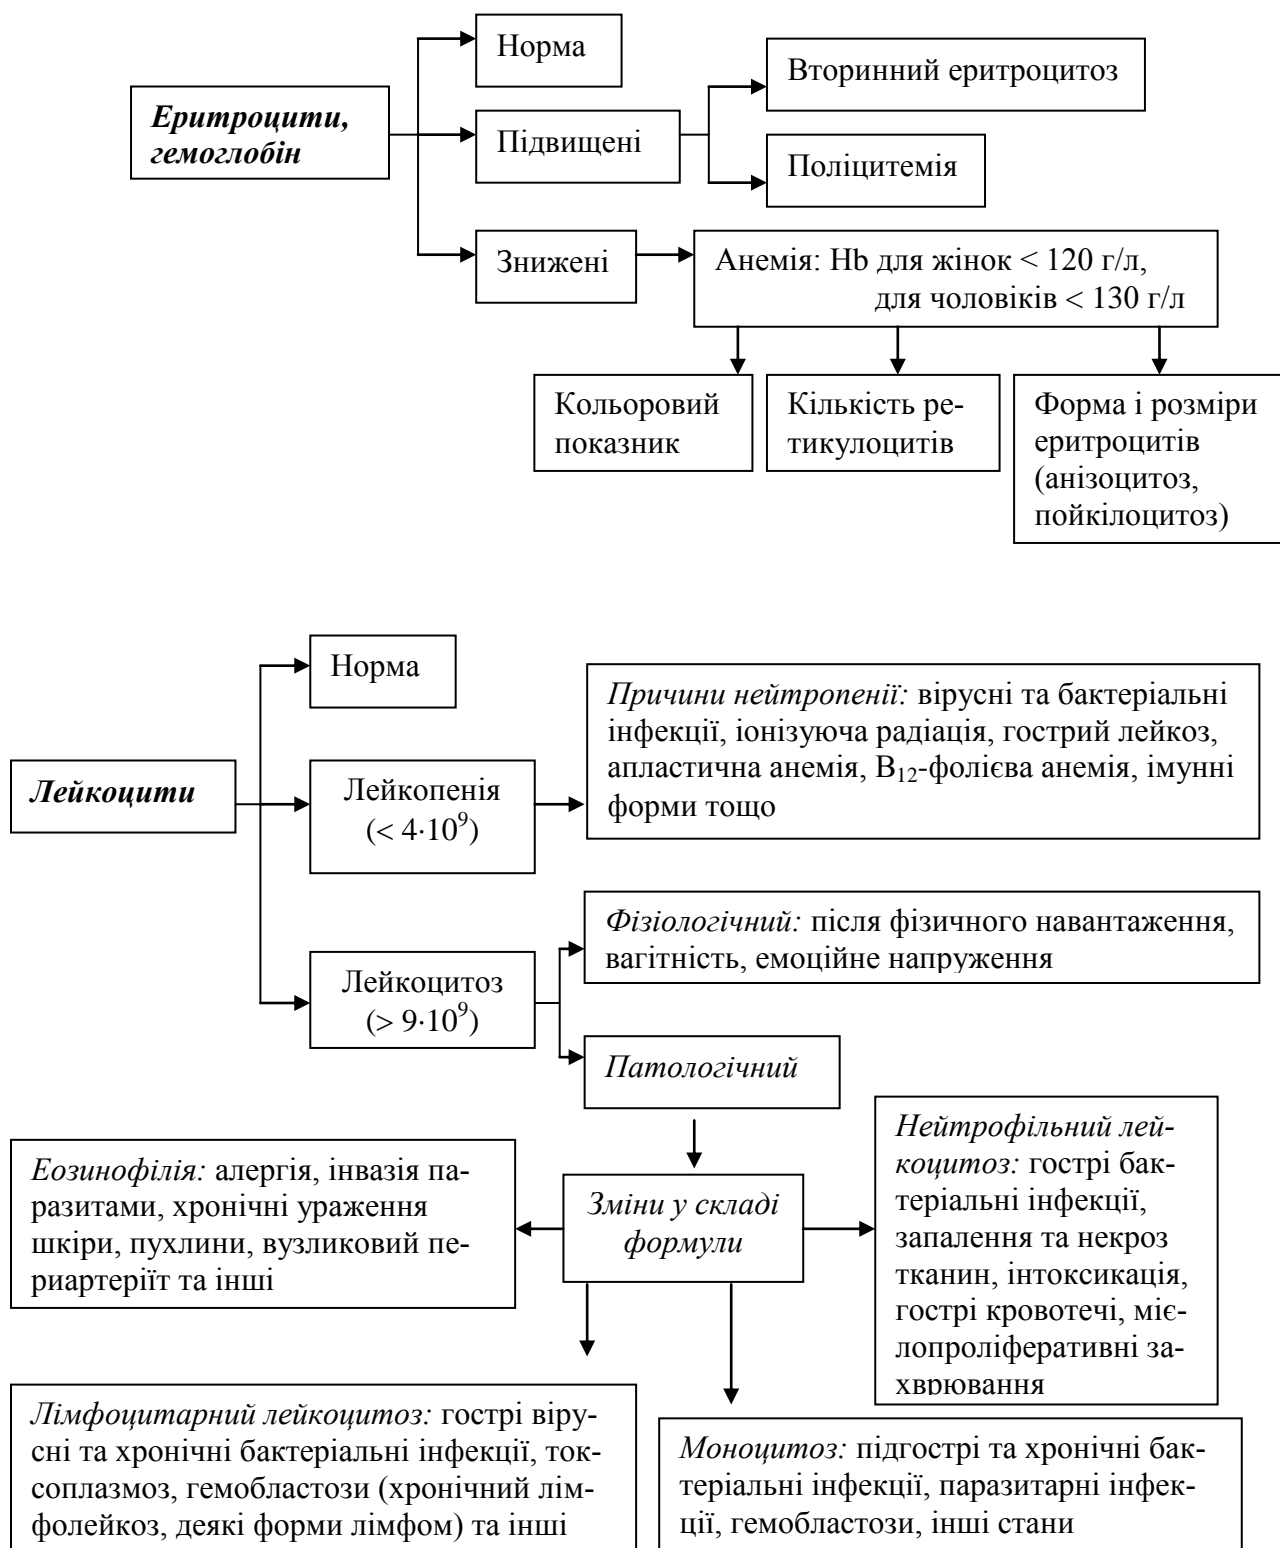 Норма
Вторинний еритроцитоз
Еритроцити,
гемоглобін
Підвищені
Поліцитемія
Знижені
Анемія: Hb для жінок < 120 г/л,
для чоловіків < 130 г/л
Кольоровий
показник
Кількість ре-
тикулоцитів
Форма і розміри
еритроцитів
(анізоцитоз,
пойкілоцитоз)
Норма
Лейкоцити
Лейкопенія
(< 4·10⁹)
Причини нейтропенії: вірусні та бактеріальні
інфекції, іонізуюча радіація, гострий лейкоз,
апластична анемія, В₁₂-фолієва анемія, імунні
форми тощо
Лейкоцитоз
(> 9·10⁹)
Фізіологічний: після фізичного навантаження,
вагітність, емоційне напруження
Патологічний
Еозинофілія: алергія, інвазія па-
разитами, хронічні ураження
шкіри, пухлини, вузликовий пе-
риартеріїт та інші
Зміни у складі
формули
Нейтрофільний лей-
коцитоз: гострі бак-
теріальні інфекції,
запалення та некроз
тканин, інтоксикація,
гострі кровотечі, міє-
лопроліферативні за-
хврювання
Лімфоцитарний лейкоцитоз: гострі віру-
сні та хронічні бактеріальні інфекції, ток-
соплазмоз, гемобластози (хронічний лім-
фолейкоз, деякі форми лімфом) та інші
Моноцитоз: підгострі та хронічні бак-
теріальні інфекції, паразитарні інфек-
ції, гемобластози, інші стани